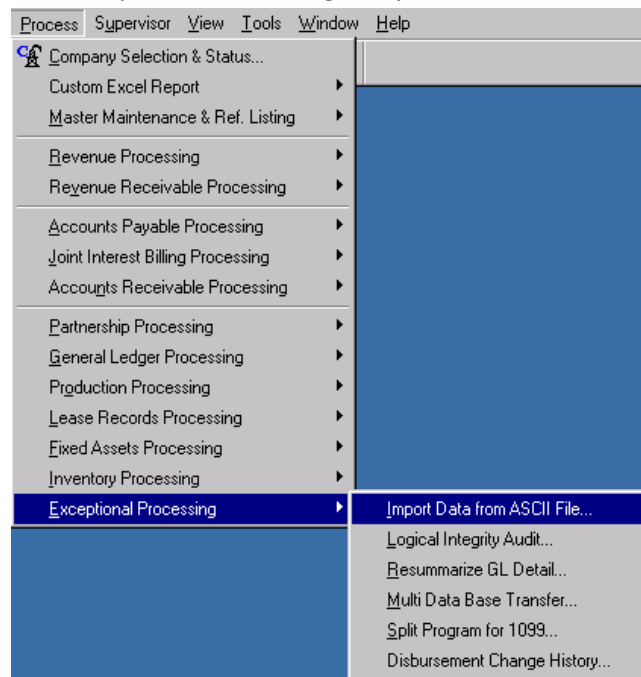 Process Supervisor View Tools Window Help
Company Selection & Status...
Custom Excel Report
Master Maintenance & Ref. Listing
Revenue Processing
Revenue Receivable Processing
Accounts Payable Processing
Joint Interest Billing Processing
Accounts Receivable Processing
Partnership Processing
General Ledger Processing
Production Processing
Lease Records Processing
Fixed Assets Processing
Inventory Processing
Exceptional Processing
Import Data from ASCII File...
Logical Integrity Audit...
Resummarize GL Detail...
Multi Data Base Transfer...
Split Program for 1099...
Disbursement Change History...